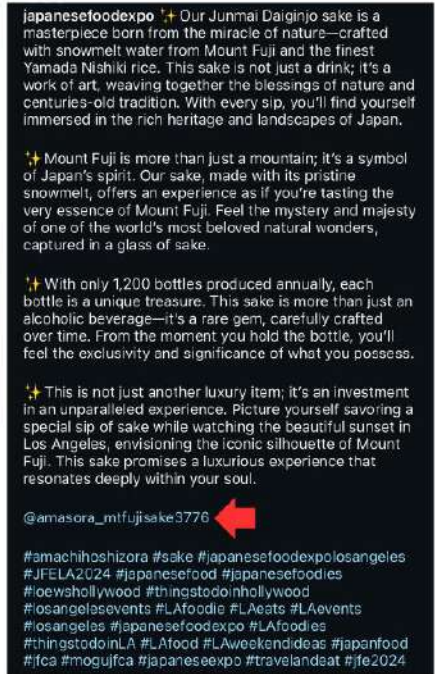 japanesefoodexpo ✨ Our Junmai Daiginjo sake is a
masterpiece born from the miracle of nature—crafted
with snowmelt water from Mount Fuji and the finest
Yamada Nishiki rice. This sake is not just a drink; it's a
work of art, weaving together the blessings of nature and
centuries-old tradition. With every sip, you'll find yourself
immersed in the rich heritage and landscapes of Japan.
✨ Mount Fuji is more than just a mountain; it's a symbol
of Japan's spirit. Our sake, made with its pristine
snowmelt, offers an experience as if you're tasting the
very essence of Mount Fuji. Feel the mystery and majesty
of one of the world's most beloved natural wonders,
captured in a glass of sake.
✨ With only 1,200 bottles produced annually, each
bottle is a unique treasure. This sake is more than just an
alcoholic beverage—it's a rare gem, carefully crafted
over time. From the moment you hold the bottle, you'll
feel the exclusivity and significance of what you possess.
✨ This is not just another luxury item; it's an investment
in an unparalleled experience. Picture yourself savoring a
special sip of sake while watching the beautiful sunset in
Los Angeles, envisioning the iconic silhouette of Mount
Fuji. This sake promises a luxurious experience that
resonates deeply within your soul.
@amasora_mtfujisake3776
#amachihoshizora #sake #japanesefoodexpolosangeles
#JFELA2024 #japanesefood #japanesefoodies
#loewshollywood #thingstodoinhollywood
#losangelesevents #LAfoodie #LAeats #LAevents
#losangeles #japanesefoodexpo #LAfoodies
#thingstodoinLA #LAfood #LAweekendideas #japanfood
#jfca #mogujfca #japaneseexpo #travelandeat #jfe2024